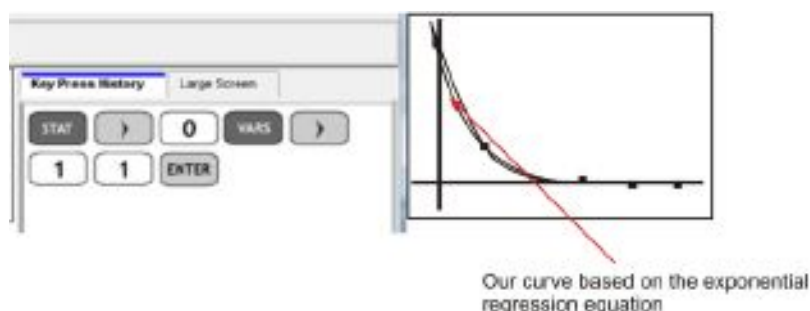 Key Press History
Large Screen
STAT
0
VARS
1
1
ENTER
Our curve based on the exponential
regression equation